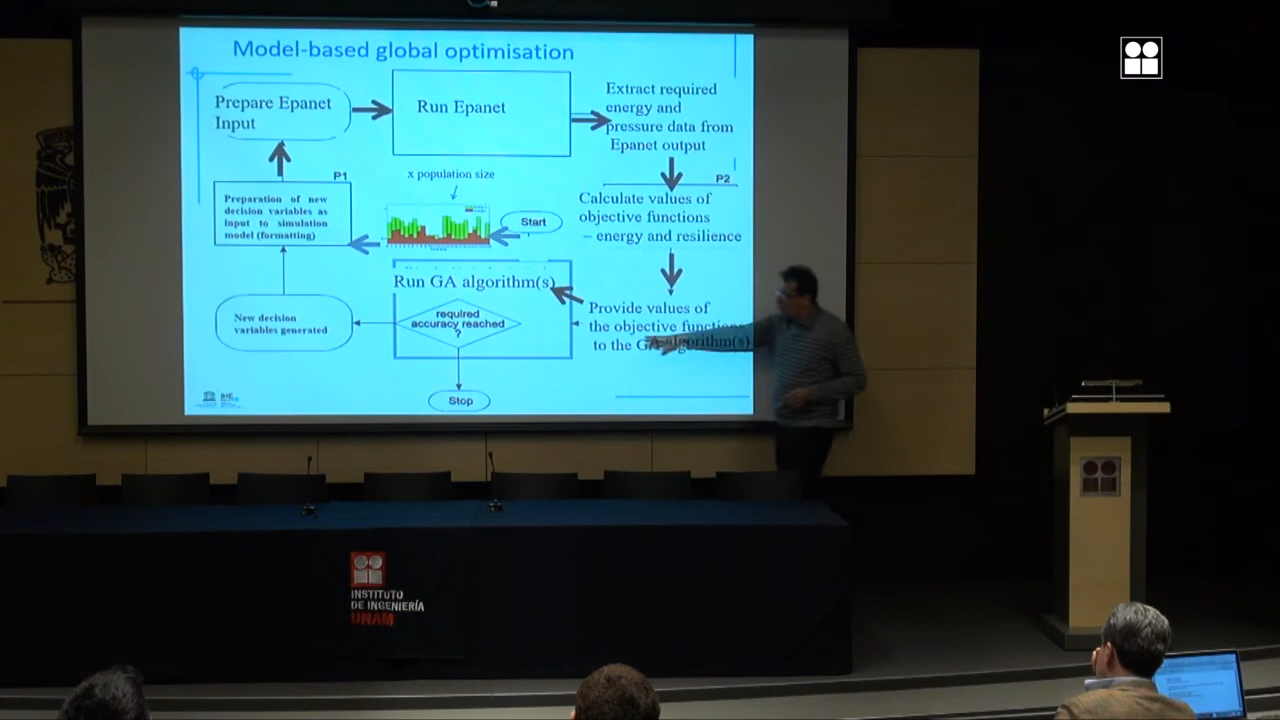 Model-based global optimisation
Prepare Epanet
Input
Run Epanet
Extract required
energy and
pressure data from
Epanet output
P1
x population size
P2
Preparation of new
decision variables as
input to simulation
model (formatting)
Start
Calculate values of
objective functions
– energy and resilience
Run GA algorithm(s)
required
accuracy reached
?
New decision
variables generated
Provide values of
the objective functions
to the GA algorithm(s)
Stop
INSTITUTO
DE INGENIERÍA
UNAM